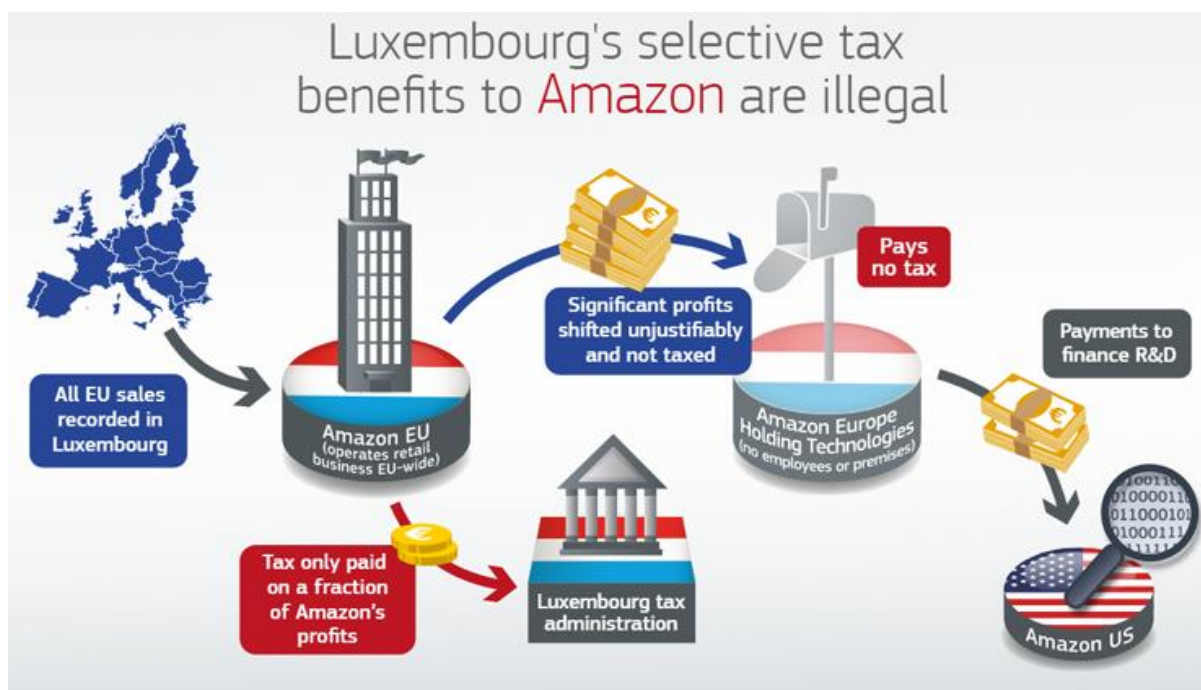 Luxembourg's selective tax
benefits to Amazon are illegal
All EU sales
recorded in
Luxembourg
Amazon EU
(operates retail
business EU-wide)
€
Significant profits
shifted unjustifiably
and not taxed
Pays
no tax
Amazon Europe
Holding Technologies
(no employees or premises)
Payments to
finance R&D
€
€
Tax only paid
on a fraction
of Amazon's
profits
Luxembourg tax
administration
Amazon US